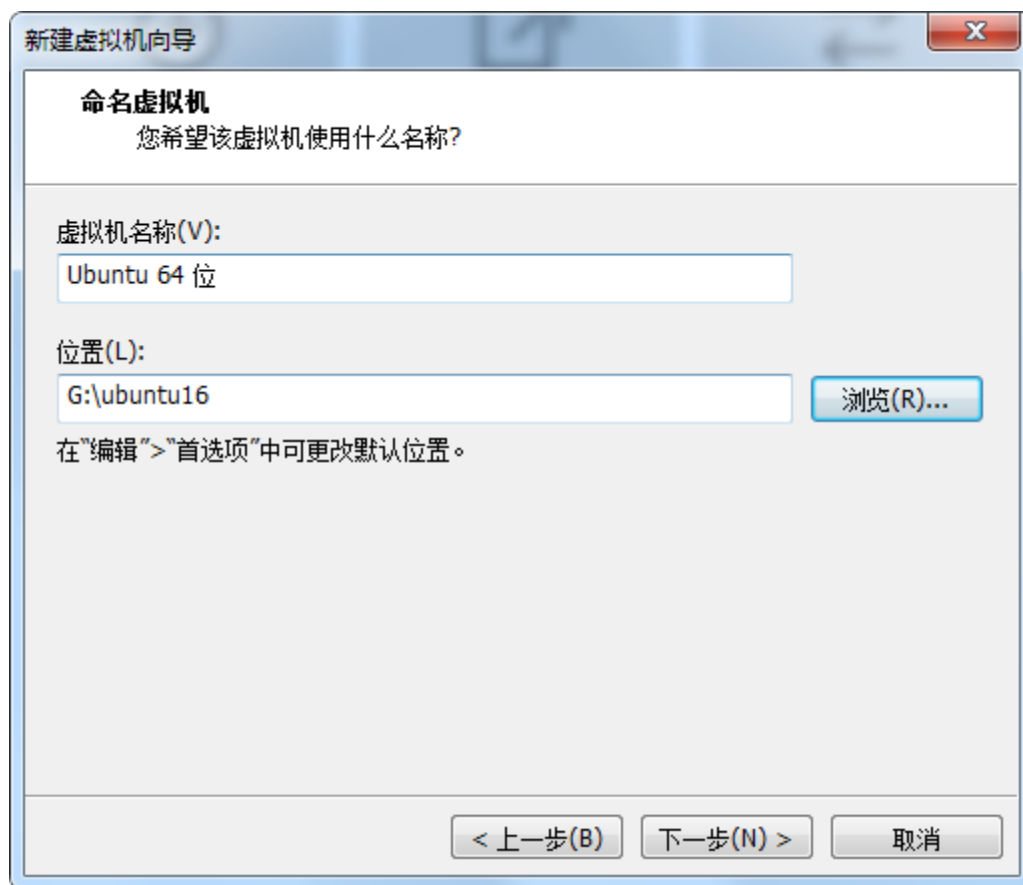 新建虚拟机向导
命名虚拟机
您希望该虚拟机使用什么名称?
虚拟机名称(V):
Ubuntu 64 位
位置(L):
G:\ubuntu16
浏览(R)...
在"编辑">"首选项"中可更改默认位置。
< 上一步(B)
下一步(N) >
取消